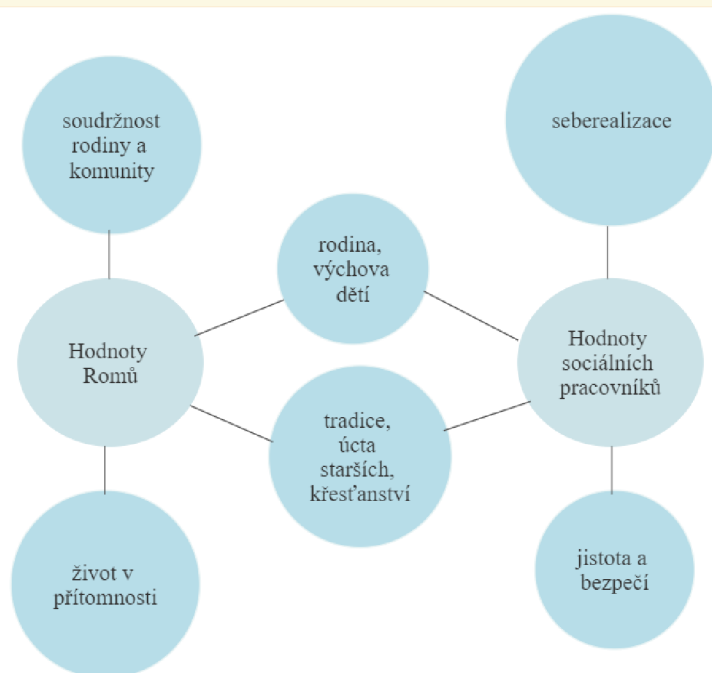 soudržnost
rodiny a
komunity
seberealizace
rodina,
výchova
dětí
Hodnoty
Romů
Hodnoty
sociálních
pracovníků
tradice,
úcta
starších,
křesťanství
život v
přítomnosti
jistota a
bezpečí